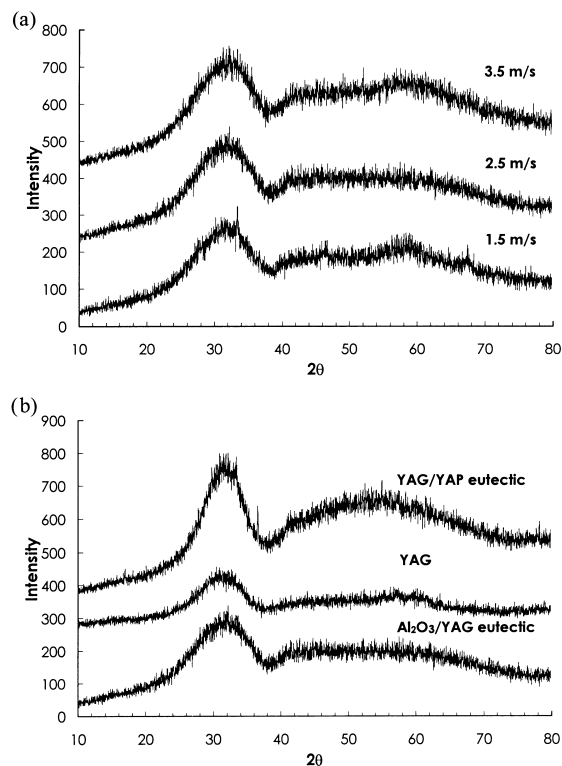 (a)
800
700
600
500
400
300
200
100
0
Intensity
3.5 m/s
2.5 m/s
1.5 m/s
10 20 30 40 50 60 70 80
2θ
(b)
900
800
700
600
500
400
300
200
100
0
Intensity
YAG/YAP eutectic
YAG
Al₂O₃/YAG eutectic
10 20 30 40 50 60 70 80
2θ